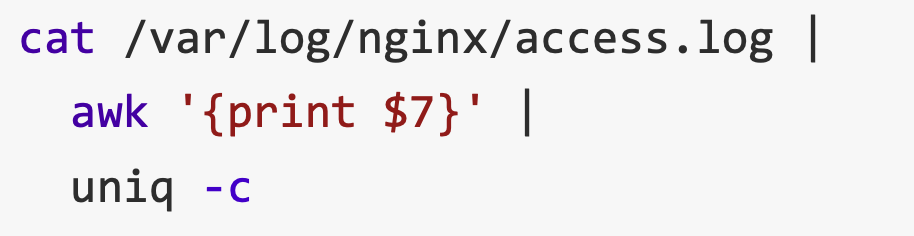 cat /var/log/nginx/access.log |
  awk '{print $7}' |
  uniq -c